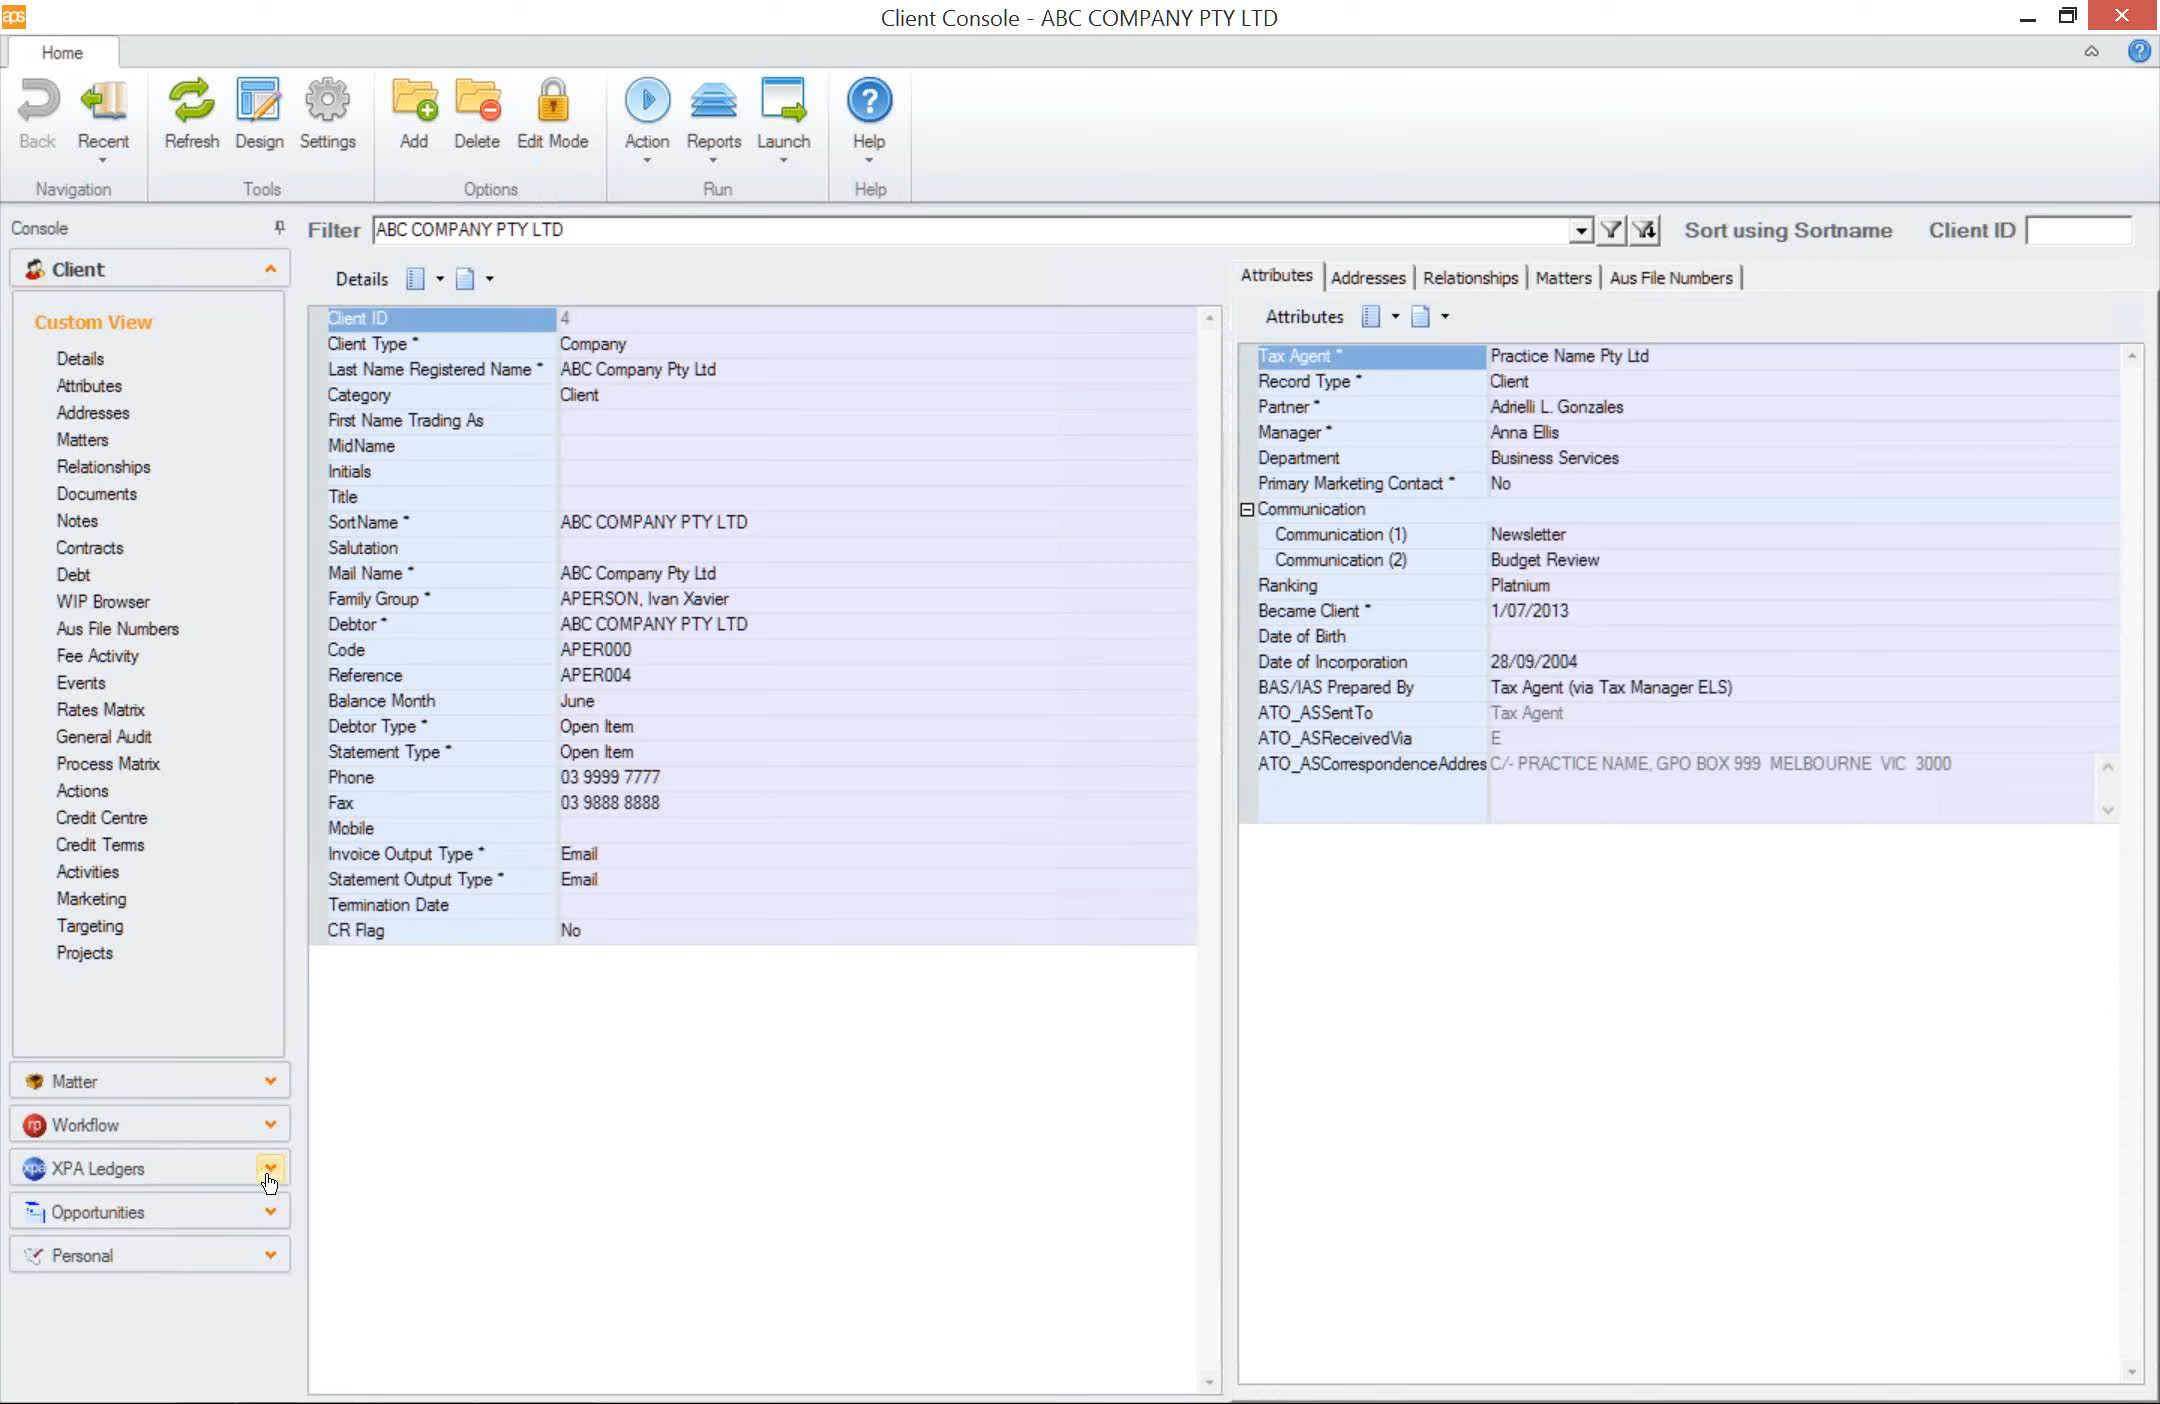 aps
Client Console - ABC COMPANY PTY LTD
Home
Back
Recent
Refresh
Design
Settings
Add
Delete
Edit Mode
Action
Reports
Launch
Help
Navigation
Tools
Options
Run
Help
Console
Filter
ABC COMPANY PTY LTD
Sort using Sortname
Client ID
Client
Custom View
Details
Attributes
Addresses
Matters
Relationships
Documents
Notes
Contracts
Debt
WIP Browser
Aus File Numbers
Fee Activity
Events
Rates Matrix
General Audit
Process Matrix
Actions
Credit Centre
Credit Terms
Activities
Marketing
Targeting
Projects
Matter
rp Workflow
xpa XPA Ledgers
Opportunities
Personal
Details
Client ID 4
Client Type * Company
Last Name Registered Name * ABC Company Pty Ltd
Category Client
First Name Trading As
MidName
Initials
Title
SortName * ABC COMPANY PTY LTD
Salutation
Mail Name * ABC Company Pty Ltd
Family Group * APERSON, Ivan Xavier
Debtor * ABC COMPANY PTY LTD
Code APER000
Reference APER004
Balance Month June
Debtor Type * Open Item
Statement Type * Open Item
Phone 03 9999 7777
Fax 03 9888 8888
Mobile
Invoice Output Type * Email
Statement Output Type * Email
Termination Date
CR Flag No
Attributes
Addresses
Relationships
Matters
Aus File Numbers
Attributes
Tax Agent * Practice Name Pty Ltd
Record Type * Client
Partner * Adrielli L. Gonzales
Manager * Anna Ellis
Department Business Services
Primary Marketing Contact * No
Communication
Communication (1) Newsletter
Communication (2) Budget Review
Ranking Platnium
Became Client * 1/07/2013
Date of Birth
Date of Incorporation 28/09/2004
BAS/IAS Prepared By Tax Agent (via Tax Manager ELS)
ATO_ASSentTo Tax Agent
ATO_ASReceivedVia E
ATO_ASCorrespondenceAddres C/- PRACTICE NAME, GPO BOX 999 MELBOURNE VIC 3000